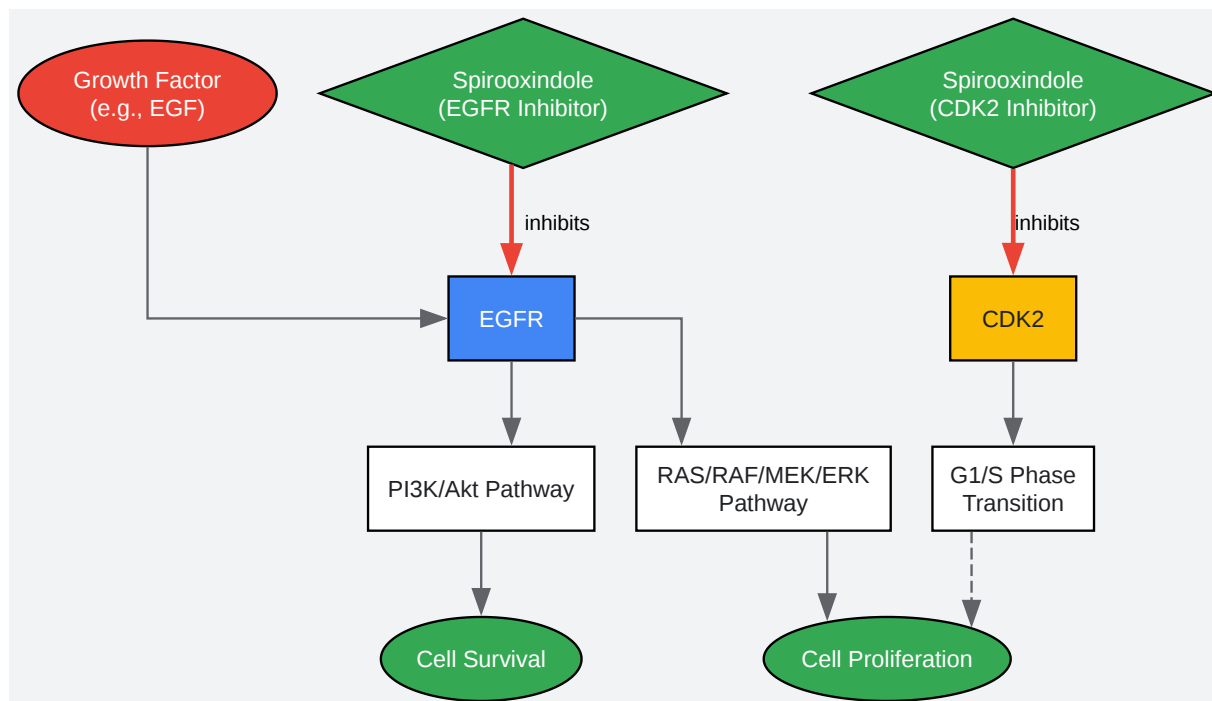 Growth Factor
(e.g., EGF)
Spirooxindole
(EGFR Inhibitor)
Spirooxindole
(CDK2 Inhibitor)
inhibits
inhibits
EGFR
CDK2
PI3K/Akt Pathway
RAS/RAF/MEK/ERK
Pathway
G1/S Phase
Transition
Cell Survival
Cell Proliferation